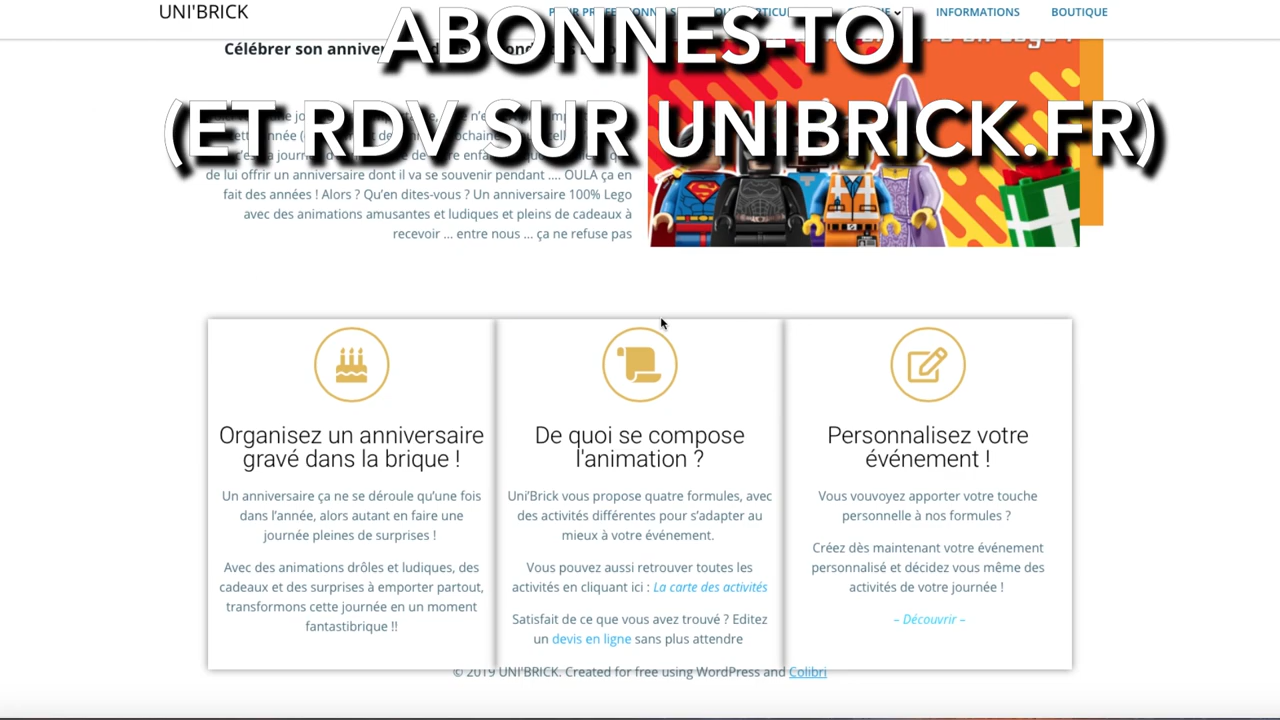 UNI'BRICK
INFORMATIONS
BOUTIQUE
ABONNES-TOI
(ET RDV SUR UNIBRICK.FR)
Célébrer son anniver
de lui offrir un anniversaire dont il va se souvenir pendant .... OULA ça en
fait des années ! Alors ? Qu'en dites-vous ? Un anniversaire 100% Lego
avec des animations amusantes et ludiques et pleins de cadeaux à
recevoir ... entre nous ... ça ne refuse pas
Organisez un anniversaire
gravé dans la brique !
Un anniversaire ça ne se déroule qu'une fois
dans l'année, alors autant en faire une
journée pleines de surprises !
Avec des animations drôles et ludiques, des
cadeaux et des surprises à emporter partout,
transformons cette journée en un moment
fantastibrique !!
De quoi se compose
l'animation ?
Uni'Brick vous propose quatre formules, avec
des activités différentes pour s'adapter au
mieux à votre événement.
Vous pouvez aussi retrouver toutes les
activités en cliquant ici : La carte des activités
Satisfait de ce que vous avez trouvé ? Editez
un devis en ligne sans plus attendre
Personnalisez votre
événement !
Vous vouvoyez apporter votre touche
personnelle à nos formules ?
Créez dès maintenant votre événement
personnalisé et décidez vous même des
activités de votre journée !
– Découvrir –
© 2019 UNI'BRICK. Created for free using WordPress and Colibri